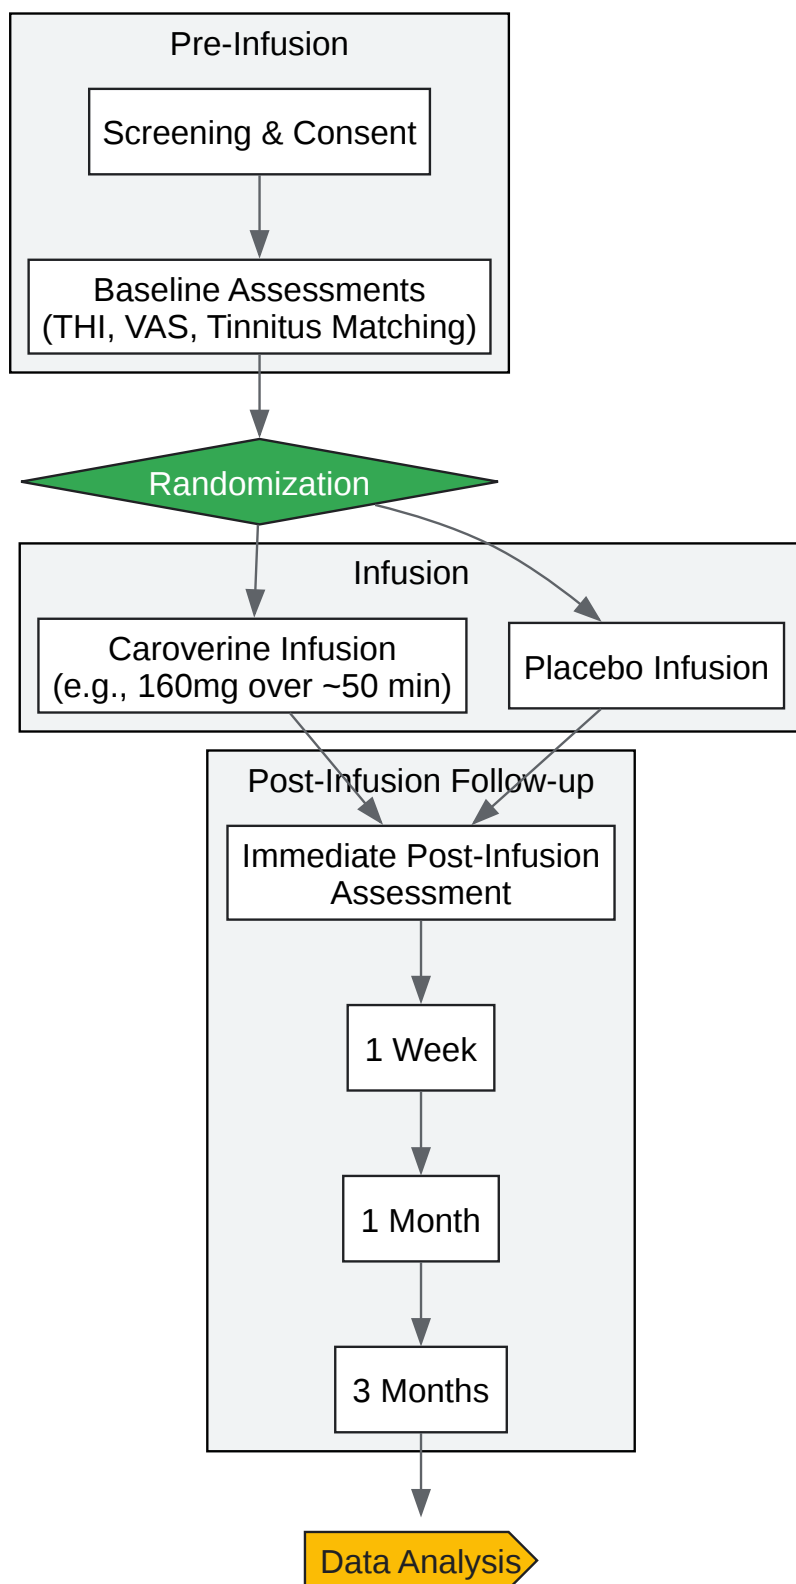 Pre-Infusion
Screening & Consent
Baseline Assessments
(THI, VAS, Tinnitus Matching)
Randomization
Infusion
Caroverine Infusion
(e.g., 160mg over ~50 min)
Placebo Infusion
Post-Infusion Follow-up
Immediate Post-Infusion
Assessment
1 Week
1 Month
3 Months
Data Analysis